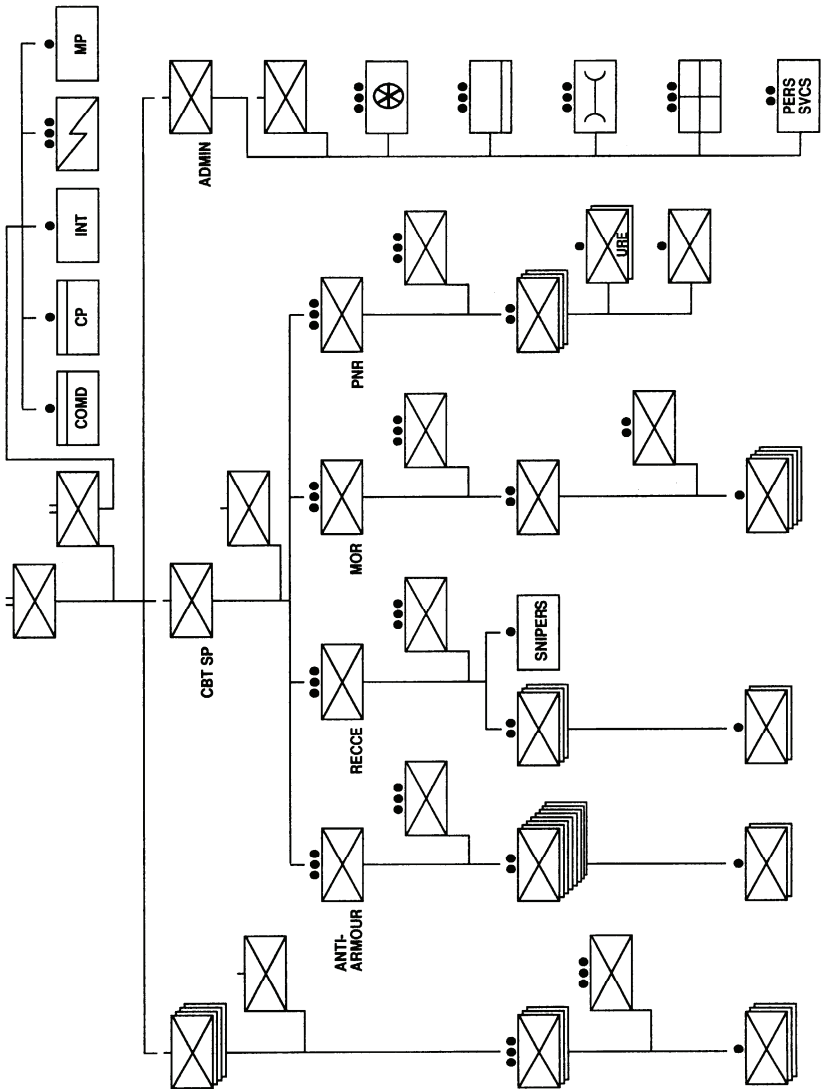 COMD
CP
INT
MP
CBT SP
ADMIN
ANTI-
ARMOUR
RECCE
MOR
PNR
SNIPERS
URE
PERS
SVCS